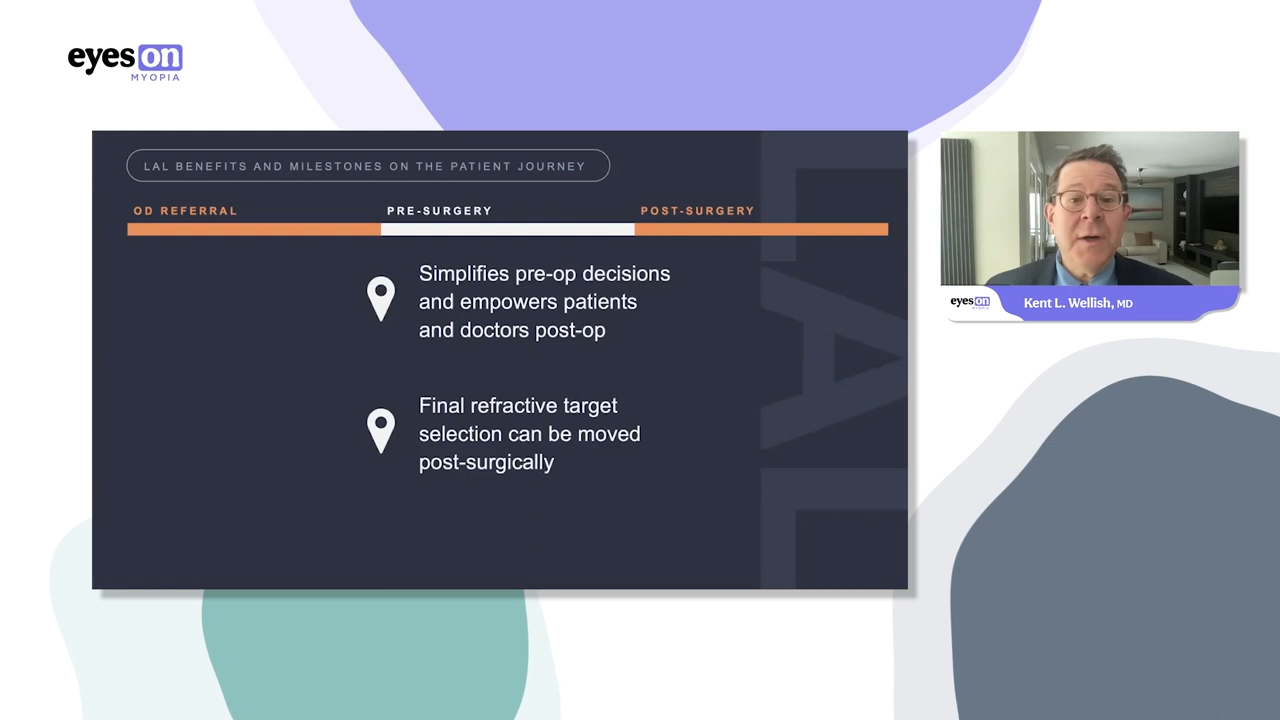 eyes on
MYOPIA
LAL BENEFITS AND MILESTONES ON THE PATIENT JOURNEY
OD REFERRAL
PRE-SURGERY
POST-SURGERY
Simplifies pre-op decisions
and empowers patients
and doctors post-op
Final refractive target
selection can be moved
post-surgically
LAL
eyes on
MYOPIA
Kent L. Wellish, MD